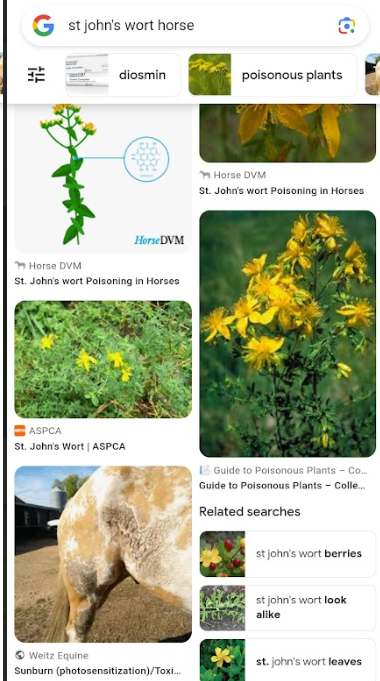 st john's wort horse
diosmin
poisonous plants
HorseDVM
Horse DVM
St. John's wort Poisoning in Horses
ASPCA
St. John's Wort | ASPCA
Weitz Equine
Sunburn (photosensitization)/Toxi...
Horse DVM
St. John's wort Poisoning in Horses
Guide to Poisonous Plants – Co...
Guide to Poisonous Plants – Colle...
Related searches
st john's wort berries
st john's wort look
alike
st. john's wort leaves